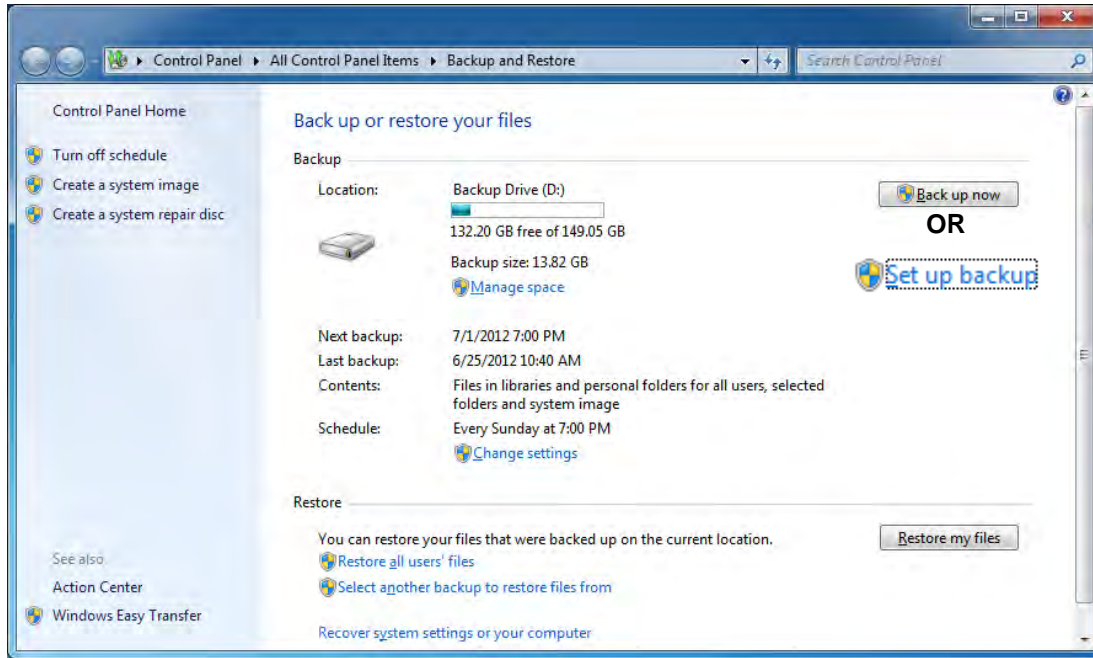 Control Panel ▸ All Control Panel Items ▸ Backup and Restore
Search Control Panel
Control Panel Home
Turn off schedule
Create a system image
Create a system repair disc
See also
Action Center
Windows Easy Transfer
Back up or restore your files
Backup
Location:
Backup Drive (D:)
132.20 GB free of 149.05 GB
Backup size: 13.82 GB
Manage space
Back up now
OR
Set up backup
Next backup: 7/1/2012 7:00 PM
Last backup: 6/25/2012 10:40 AM
Contents: Files in libraries and personal folders for all users, selected
folders and system image
Schedule: Every Sunday at 7:00 PM
Change settings
Restore
You can restore your files that were backed up on the current location.
Restore my files
Restore all users' files
Select another backup to restore files from
Recover system settings or your computer